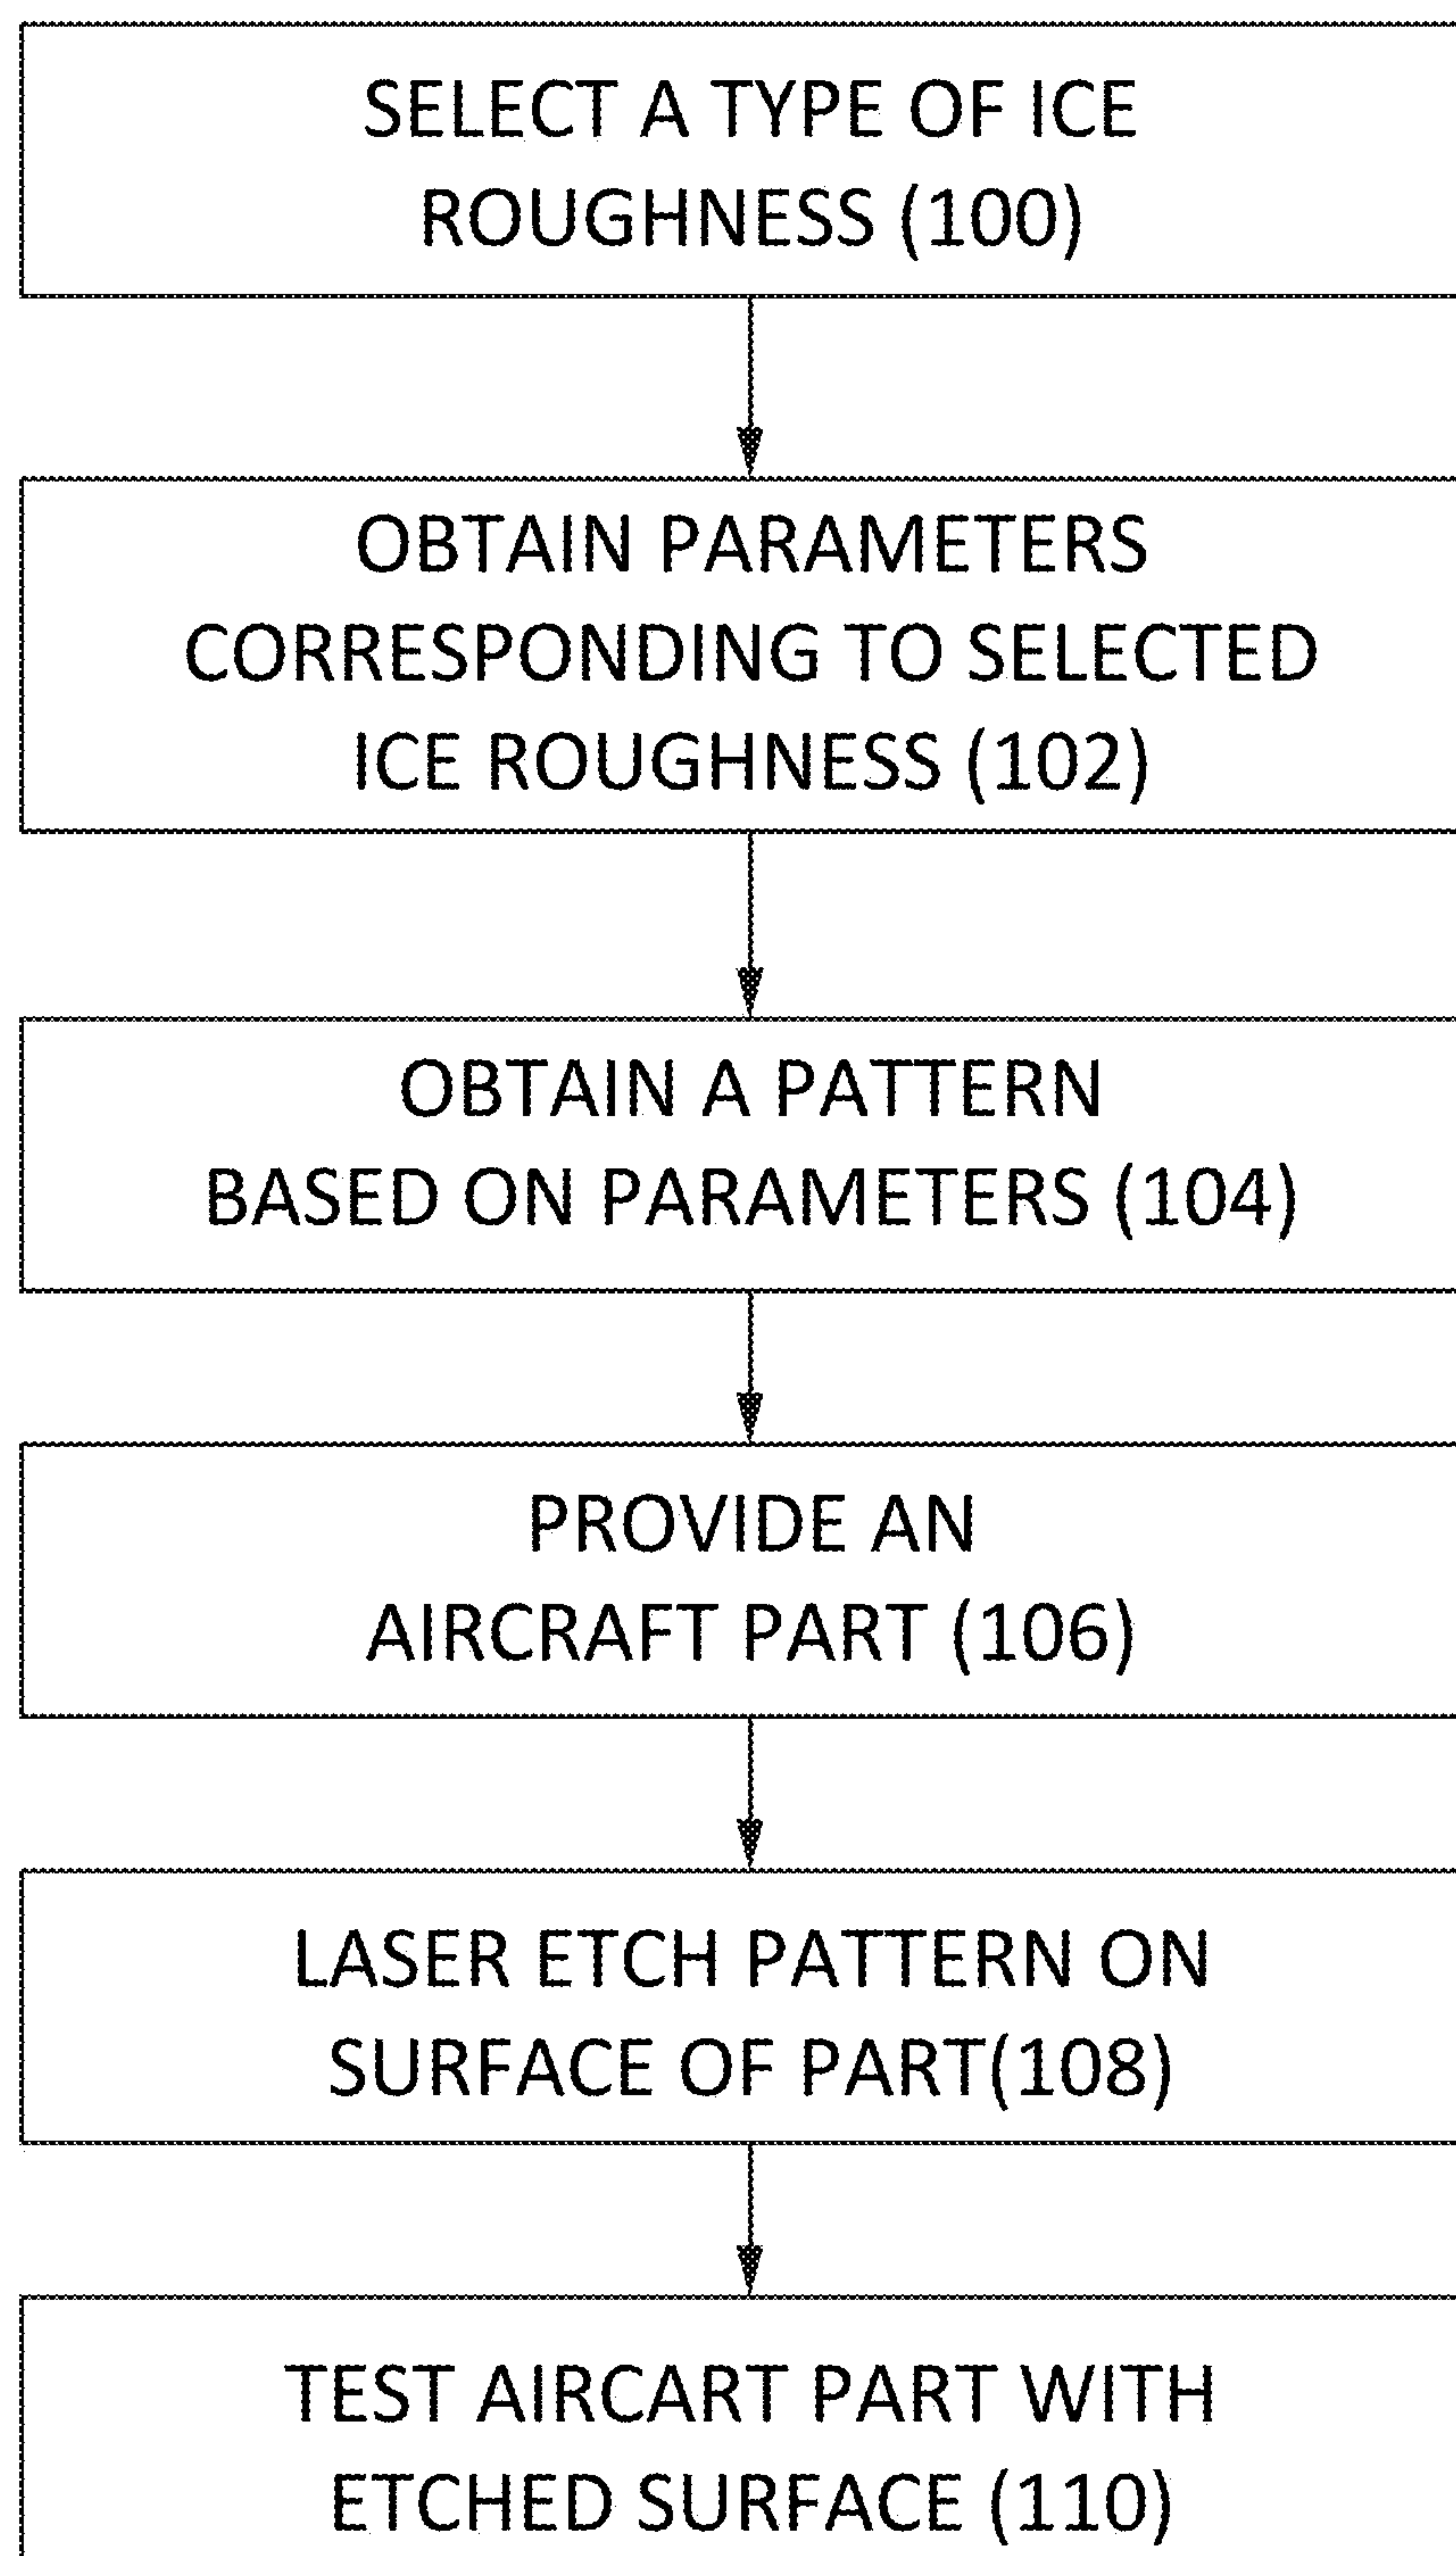 SELECT A TYPE OF ICE
ROUGHNESS (100)
OBTAIN PARAMETERS
CORRESPONDING TO SELECTED
ICE ROUGHNESS (102)
OBTAIN A PATTERN
BASED ON PARAMETERS (104)
PROVIDE AN
AIRCRAFT PART (106)
LASER ETCH PATTERN ON
SURFACE OF PART(108)
TEST AIRCART PART WITH
ETCHED SURFACE (110)